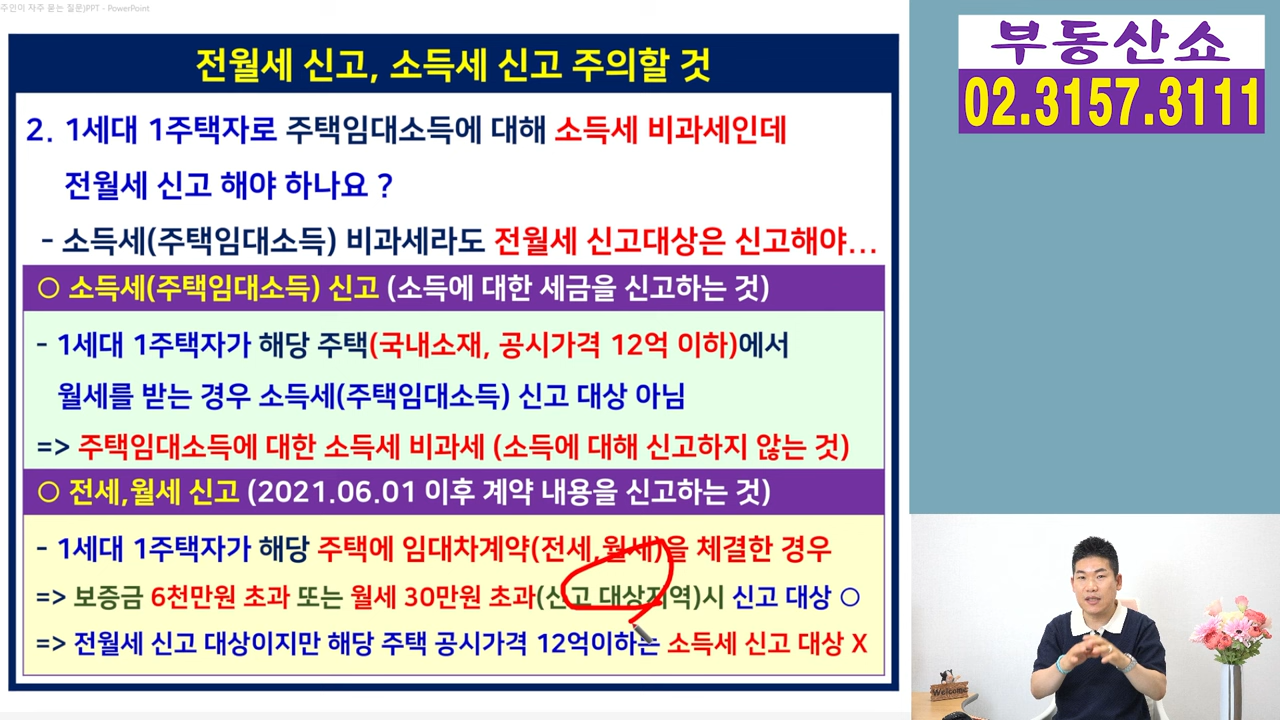 주인이 자주 묻는 질문)PPT - PowerPoint
부동산쇼
02.3157.3111
전월세 신고, 소득세 신고 주의할 것
2. 1세대 1주택자로 주택임대소득에 대해 소득세 비과세인데
전월세 신고 해야 하나요 ?
- 소득세(주택임대소득) 비과세라도 전월세 신고대상은 신고해야...
○ 소득세(주택임대소득) 신고 (소득에 대한 세금을 신고하는 것)
- 1세대 1주택자가 해당 주택(국내소재, 공시가격 12억 이하)에서
월세를 받는 경우 소득세(주택임대소득) 신고 대상 아님
=> 주택임대소득에 대한 소득세 비과세 (소득에 대해 신고하지 않는 것)
○ 전세,월세 신고 (2021.06.01 이후 계약 내용을 신고하는 것)
- 1세대 1주택자가 해당 주택에 임대차계약(전세,월세)을 체결한 경우
=> 보증금 6천만원 초과 또는 월세 30만원 초과(신고 대상지역)시 신고 대상 ○
=> 전월세 신고 대상이지만 해당 주택 공시가격 12억이하는 소득세 신고 대상 X
Welcome